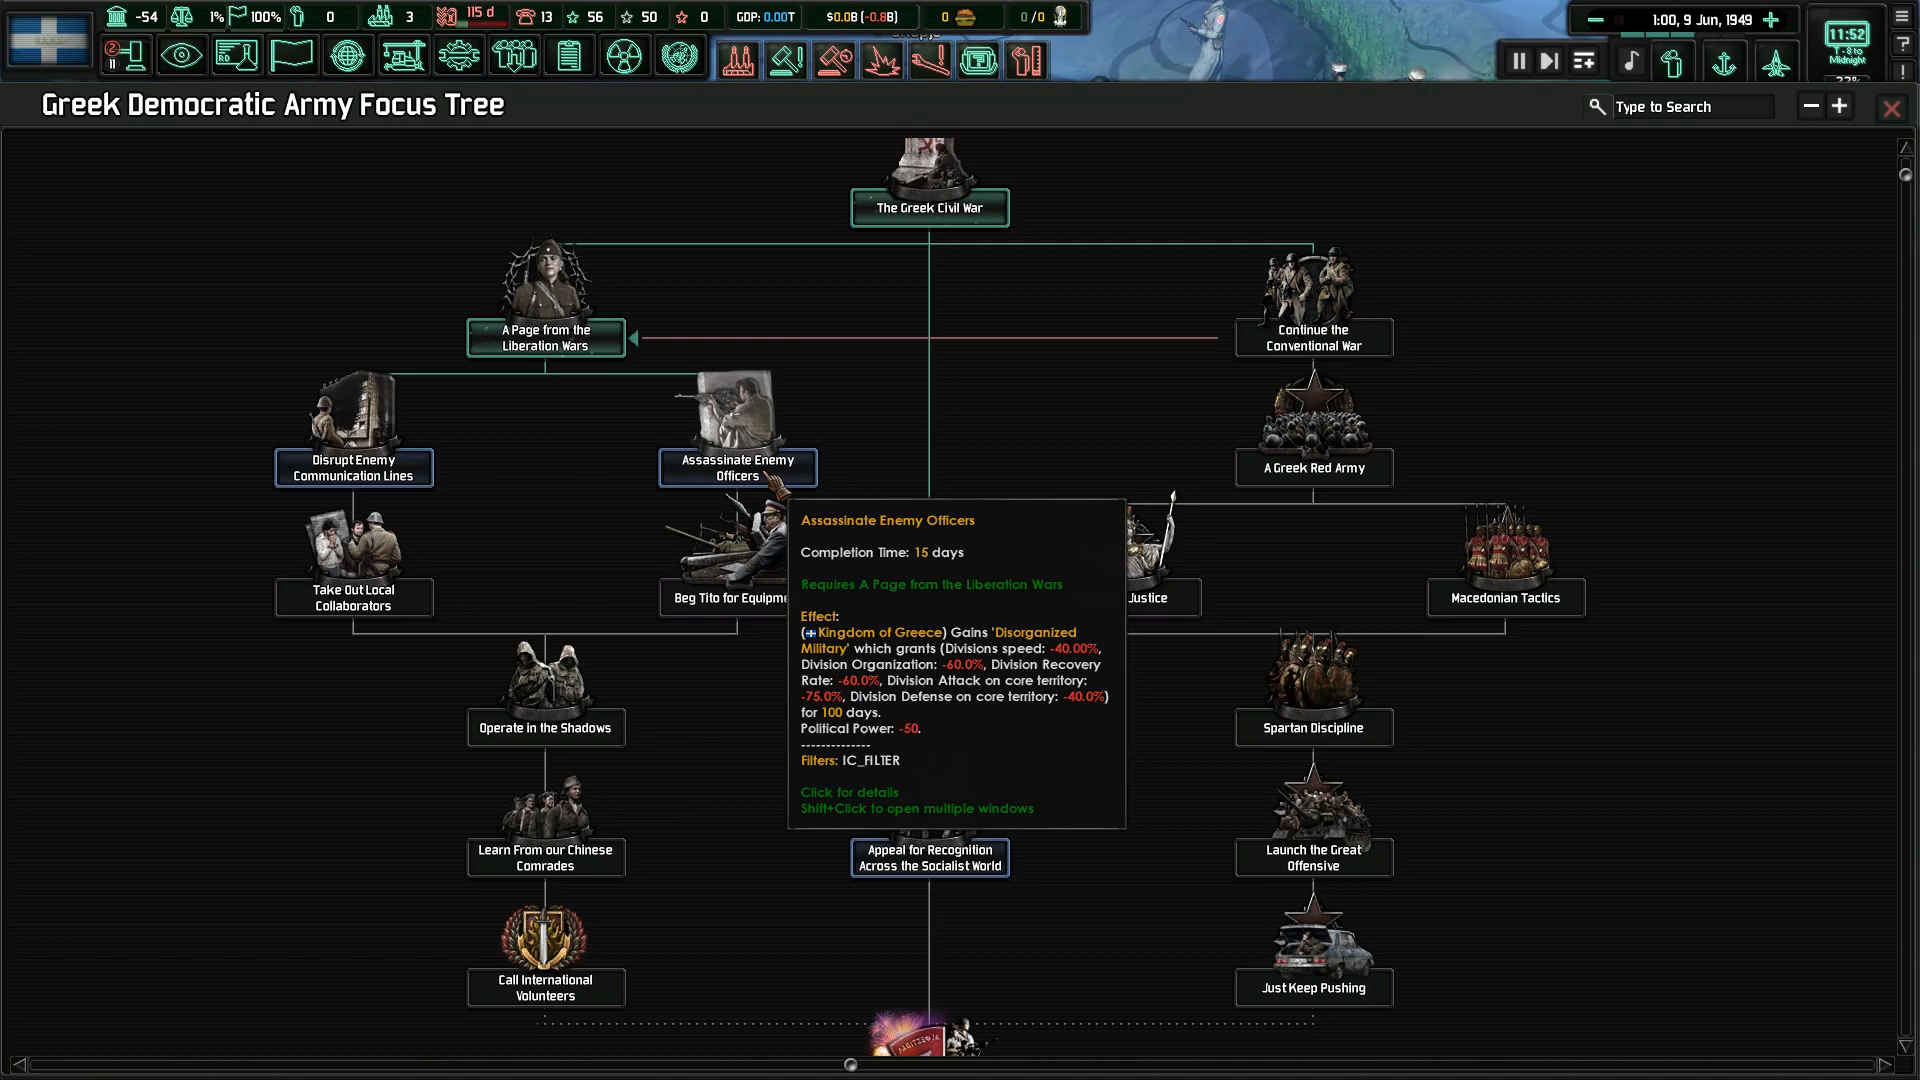 -54
1%
100%
0
3
115 d
13
56
50
0
GDP: 0.00T
$0.0B (-0.8B)
0
0/0
1:00, 9 Jun, 1949
11:52
T-8 to
Midnight
Greek Democratic Army Focus Tree
Type to Search
The Greek Civil War
A Page from the
Liberation Wars
Continue the
Conventional War
Disrupt Enemy
Communication Lines
Assassinate Enemy
Officers
A Greek Red Army
Take Out Local
Collaborators
Beg Tito for Equipme
Justice
Macedonian Tactics
Assassinate Enemy Officers
Completion Time: 15 days
Requires A Page from the Liberation Wars
Effect:
(Kingdom of Greece) Gains 'Disorganized
Military' which grants (Divisions speed: -40.00%,
Division Organization: -60.0%, Division Recovery
Rate: -60.0%, Division Attack on core territory:
-75.0%, Division Defense on core territory: -40.0%)
for 100 days.
Political Power: -50.
--------------
Filters: IC_FILTER
Click for details
Shift+Click to open multiple windows
Operate in the Shadows
Spartan Discipline
Learn From our Chinese
Comrades
Appeal for Recognition
Across the Socialist World
Launch the Great
Offensive
Call International
Volunteers
Just Keep Pushing